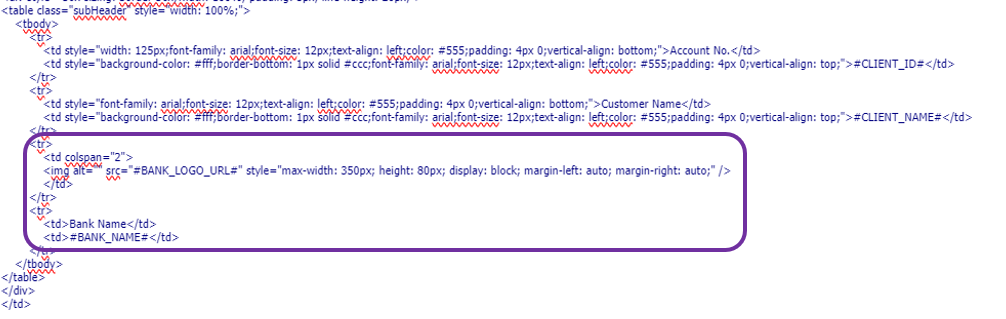 <table class="subHeader" style="width: 100%;">
<tbody>
<tr>
<td style="width: 125px;font-family: arial;font-size: 12px;text-align: left;color: #555;padding: 4px 0;vertical-align: bottom;">Account No.</td>
<td style="background-color: #fff;border-bottom: 1px solid #ccc;font-family: arial;font-size: 12px;text-align: left;color: #555;padding: 4px 0;vertical-align: top;">#CLIENT_ID#</td>
</tr>
<tr>
<td style="font-family: arial;font-size: 12px;text-align: left;color: #555;padding: 4px 0;vertical-align: bottom;">Customer Name</td>
<td style="background-color: #fff;border-bottom: 1px solid #ccc;font-family: arial;font-size: 12px;text-align: left;color: #555;padding: 4px 0;vertical-align: top;">#CLIENT_NAME#</td>
</tr>
<tr>
<td colspan="2">
<img alt="" src="#BANK_LOGO_URL#" style="max-width: 350px; height: 80px; display: block; margin-left: auto; margin-right: auto;" />
</td>
</tr>
<tr>
<td>Bank Name</td>
<td>#BANK_NAME#</td>
</tr>
</tbody>
</table>
</div>
</td>